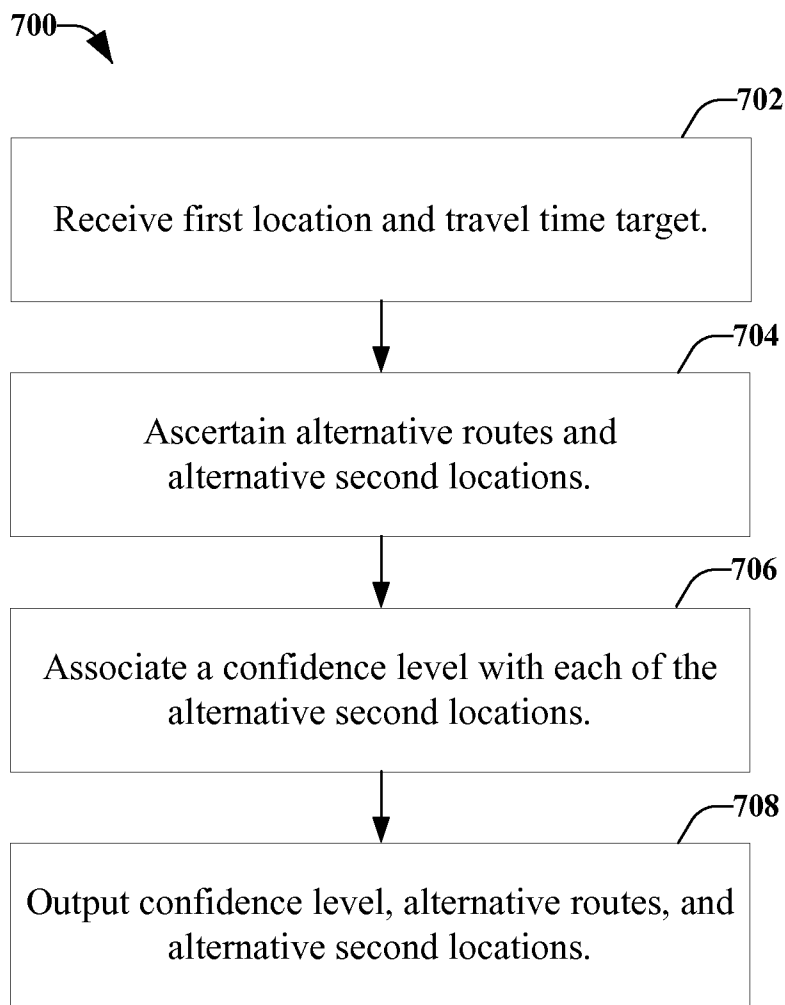 700
702
Receive first location and travel time target.
704
Ascertain alternative routes and
alternative second locations.
706
Associate a confidence level with each of the
alternative second locations.
708
Output confidence level, alternative routes, and
alternative second locations.